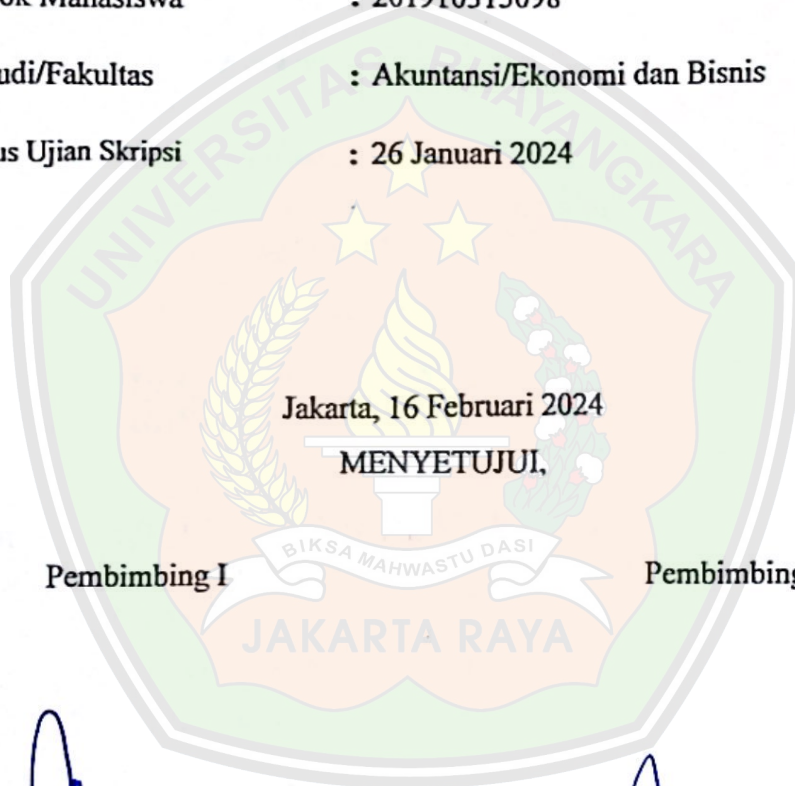 : 201910315098
udi/Fakultas : Akuntansi/Ekonomi dan Bisnis
us Ujian Skripsi : 26 Januari 2024
UNIVERSITAS BHAYANGKARA
Jakarta, 16 Februari 2024
MENYETUJUI,
BIKSA MAHWASTU DASI
Pembimbing I Pembimbing
JAKARTA RAYA